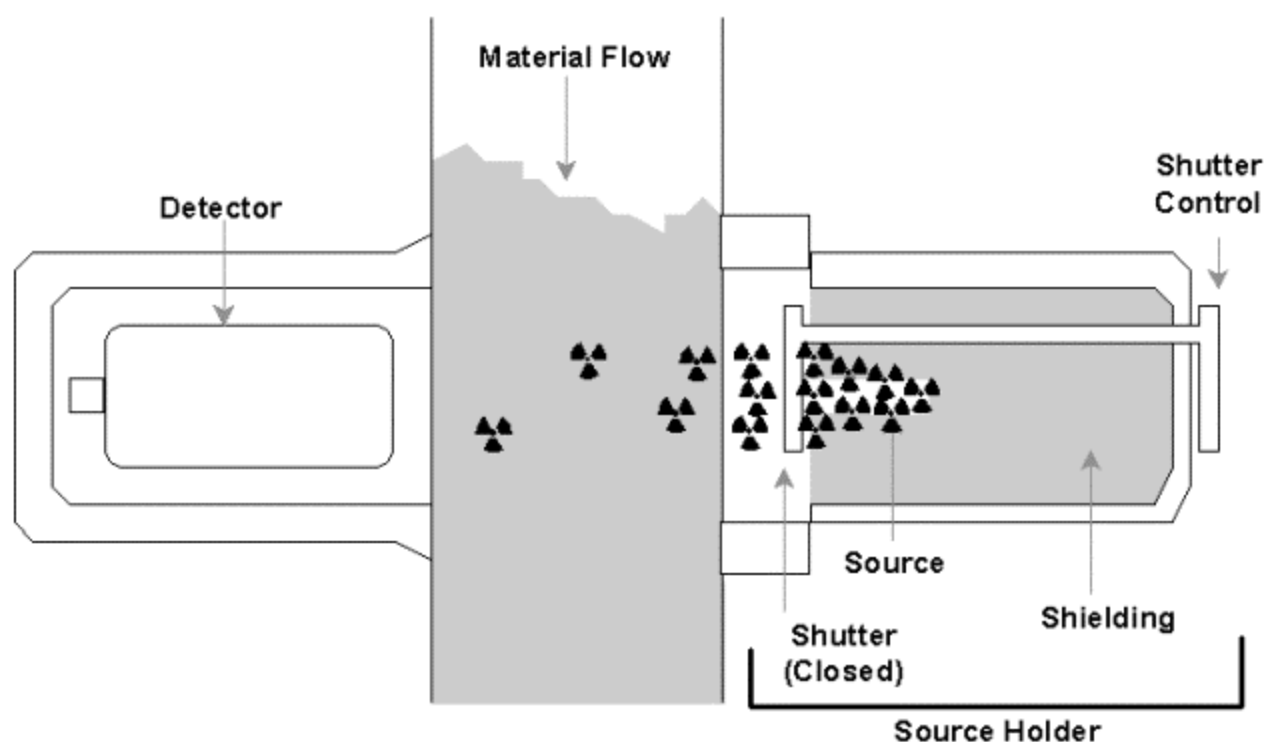 Material Flow
Shutter
Control
Detector
Source
Shielding
Shutter
(Closed)
Source Holder